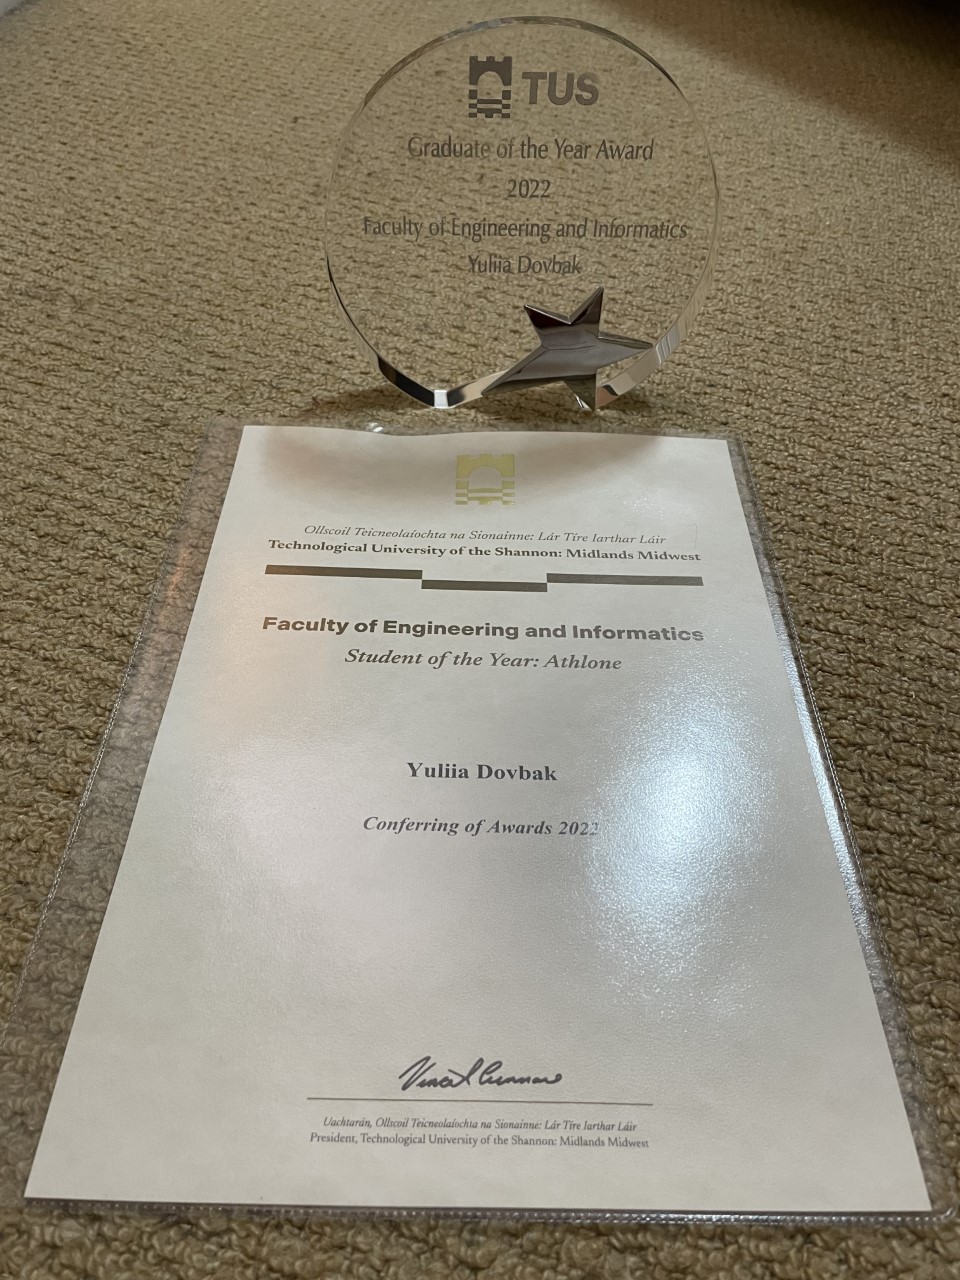 TUS
Graduate of the Year Award
2022
Faculty of Engineering and Informatics
Yuliia Dovbak
Ollscoil Teicneolaíochta na Sionainne: Lár Tíre Iarthar Láir
Technological University of the Shannon: Midlands Midwest
Faculty of Engineering and Informatics
Student of the Year: Athlone
Yuliia Dovbak
Conferring of Awards 2022
Uachtarán, Ollscoil Teicneolaíochta na Sionainne: Lár Tíre Iarthar Láir
President, Technological University of the Shannon: Midlands Midwest